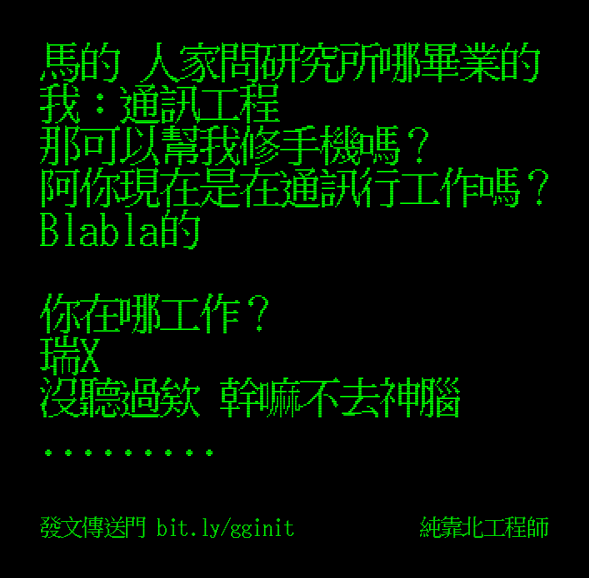 馬的 人家問研究所哪畢業的
我：通訊工程
那可以幫我修手機嗎？
阿你現在是在通訊行工作嗎？
Blabla的
你在哪工作？
瑞X
沒聽過欸 幹嘛不去神腦
.........
發文傳送門 bit.ly/gginit 純靠北工程師